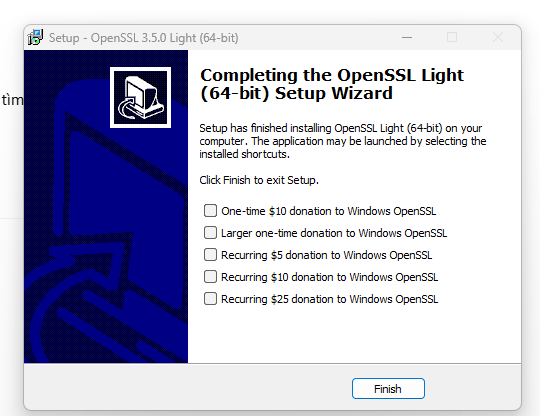 Setup - OpenSSL 3.5.0 Light (64-bit)
tìm
Completing the OpenSSL Light
(64-bit) Setup Wizard
Setup has finished installing OpenSSL Light (64-bit) on your
computer. The application may be launched by selecting the
installed shortcuts.
Click Finish to exit Setup.
One-time $10 donation to Windows OpenSSL
Larger one-time donation to Windows OpenSSL
Recurring $5 donation to Windows OpenSSL
Recurring $10 donation to Windows OpenSSL
Recurring $25 donation to Windows OpenSSL
Finish